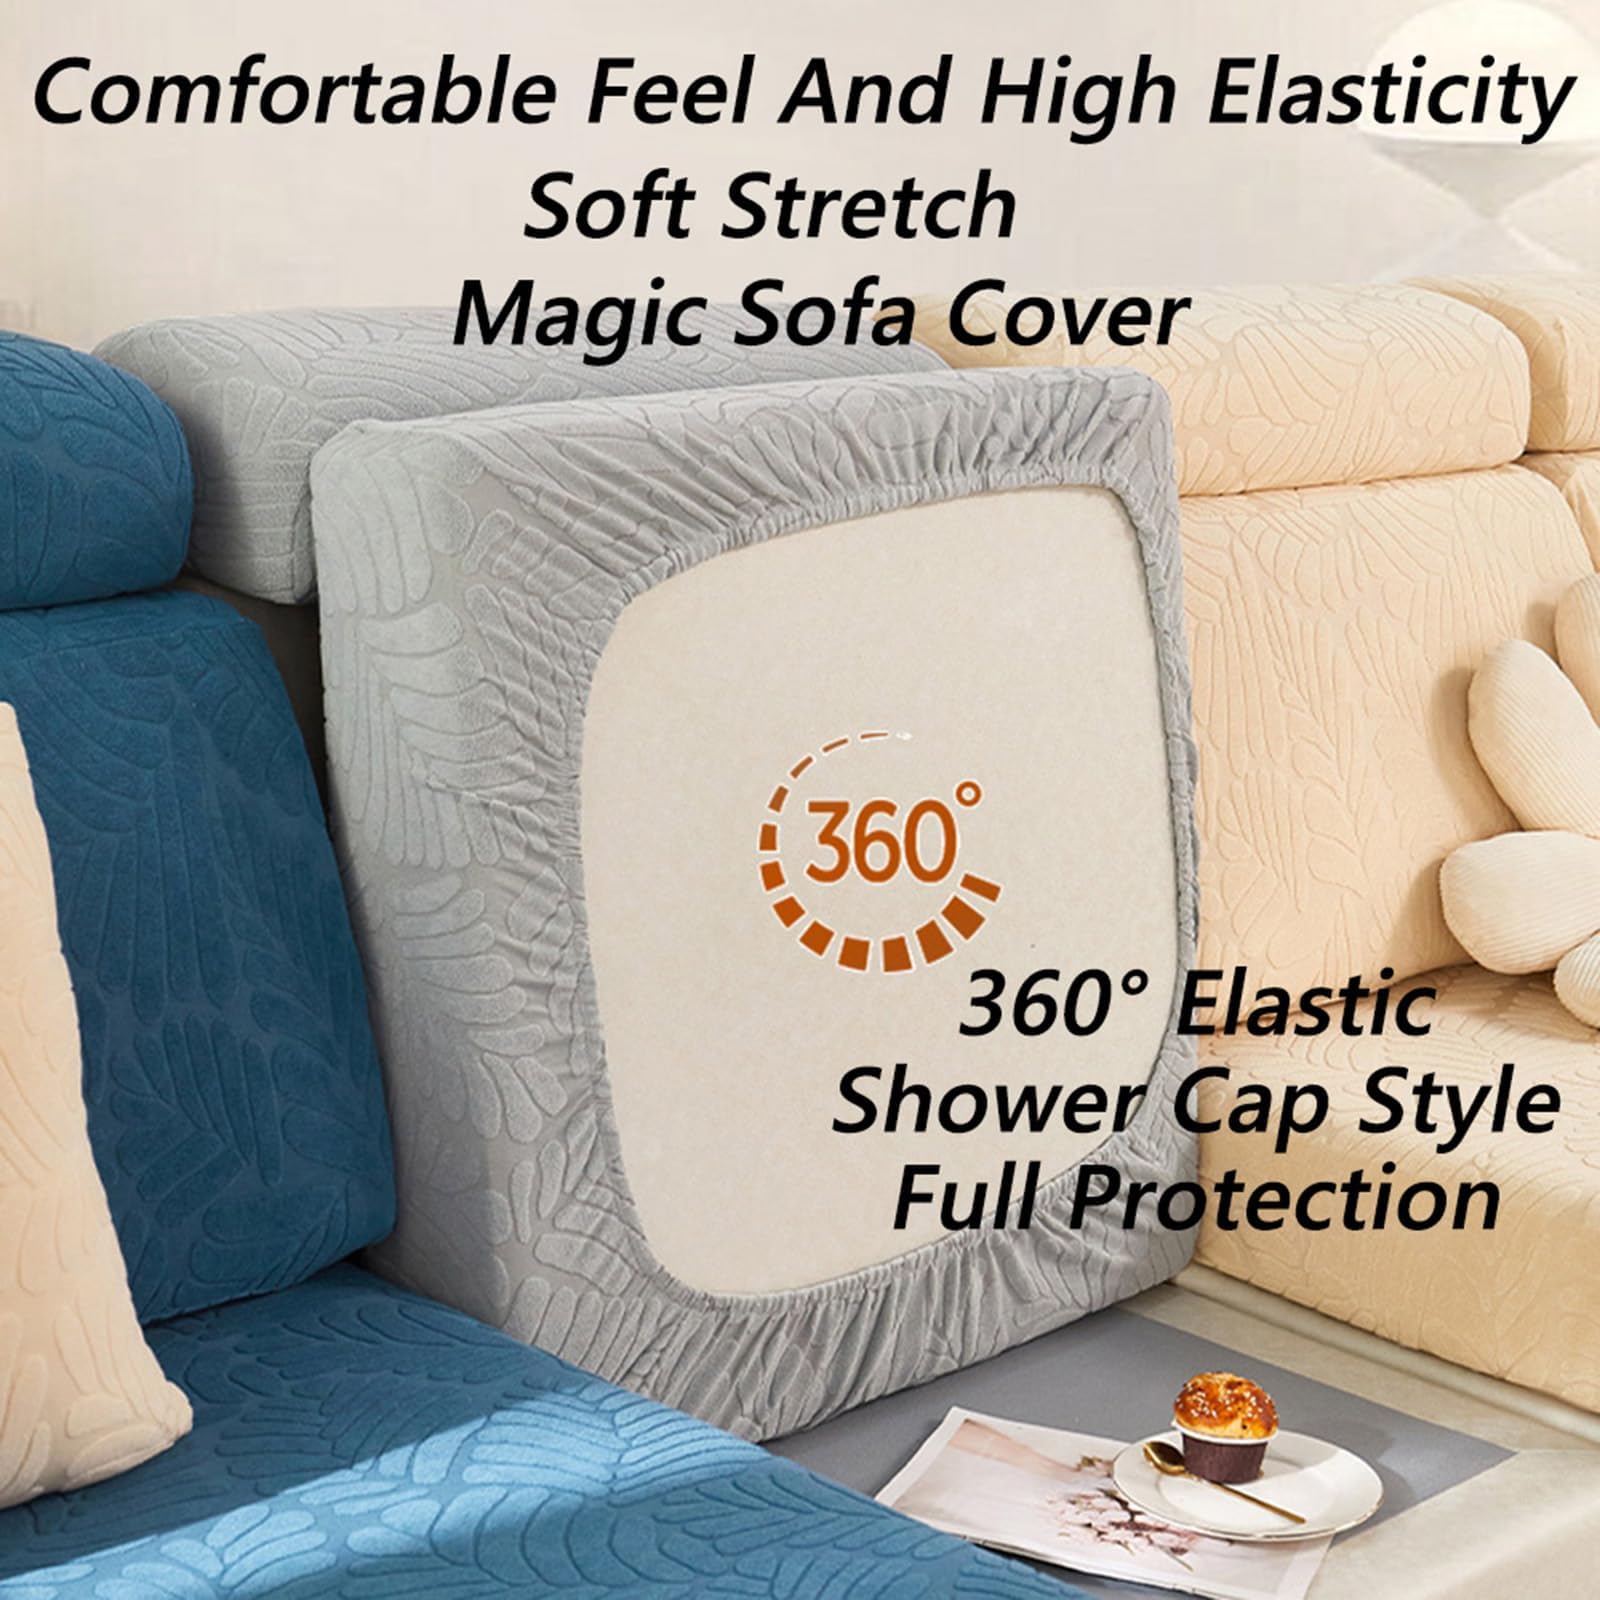 Comfortable Feel And High Elasticity
Soft Stretch
Magic Sofa Cover
360°
360° Elastic
Shower Cap Style
Full Protection